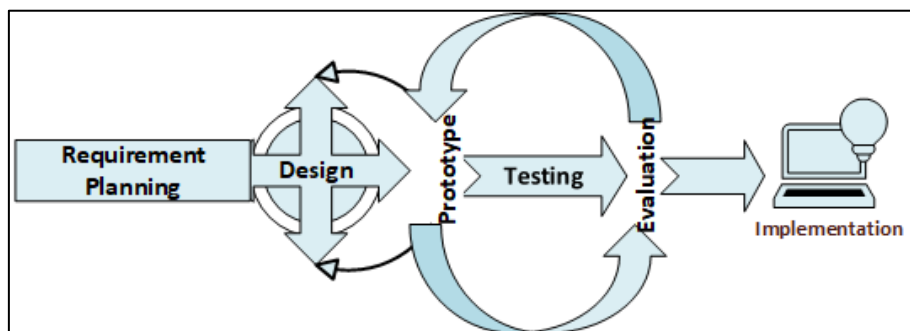 Requirement
Planning
Design
Prototype
Testing
Evaluation
Implementation